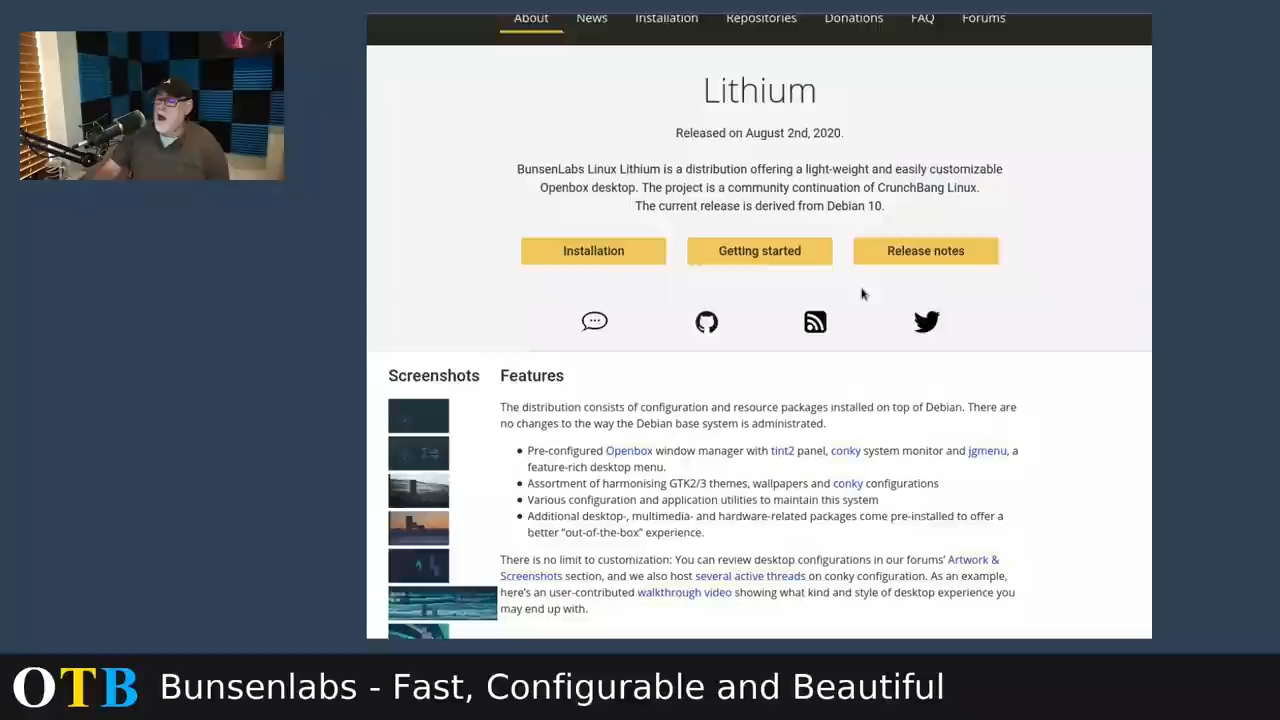 About News Installation Repositories Donations FAQ Forums
Lithium
Released on August 2nd, 2020.
BunsenLabs Linux Lithium is a distribution offering a light-weight and easily customizable
Openbox desktop. The project is a community continuation of CrunchBang Linux.
The current release is derived from Debian 10.
Installation Getting started Release notes
Screenshots Features
The distribution consists of configuration and resource packages installed on top of Debian. There are
no changes to the way the Debian base system is administrated.
• Pre-configured Openbox window manager with tint2 panel, conky system monitor and jgmenu, a
feature-rich desktop menu.
• Assortment of harmonising GTK2/3 themes, wallpapers and conky configurations
• Various configuration and application utilities to maintain this system
• Additional desktop-, multimedia- and hardware-related packages come pre-installed to offer a
better “out-of-the-box” experience.
There is no limit to customization: You can review desktop configurations in our forums’ Artwork &
Screenshots section, and we also host several active threads on conky configuration. As an example,
here’s an user-contributed walkthrough video showing what kind and style of desktop experience you
may end up with.
OTB Bunsenlabs - Fast, Configurable and Beautiful